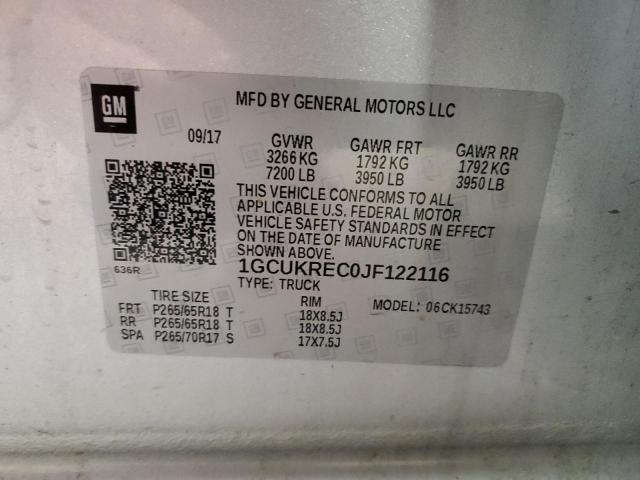 GM
MFD BY GENERAL MOTORS LLC
09/17 GVWR GAWR FRT GAWR RR
3266 KG 1792 KG 1792 KG
7200 LB 3950 LB 3950 LB
THIS VEHICLE CONFORMS TO ALL
APPLICABLE U.S. FEDERAL MOTOR
VEHICLE SAFETY STANDARDS IN EFFECT
ON THE DATE OF MANUFACTURE
SHOWN ABOVE.
636R
1GCUKREC0JF122116
TYPE: TRUCK
TIRE SIZE RIM MODEL: 06CK15743
FRT P265/65R18 T 18X8.5J
RR P265/65R18 T 18X8.5J
SPA P265/70R17 S 17X7.5J